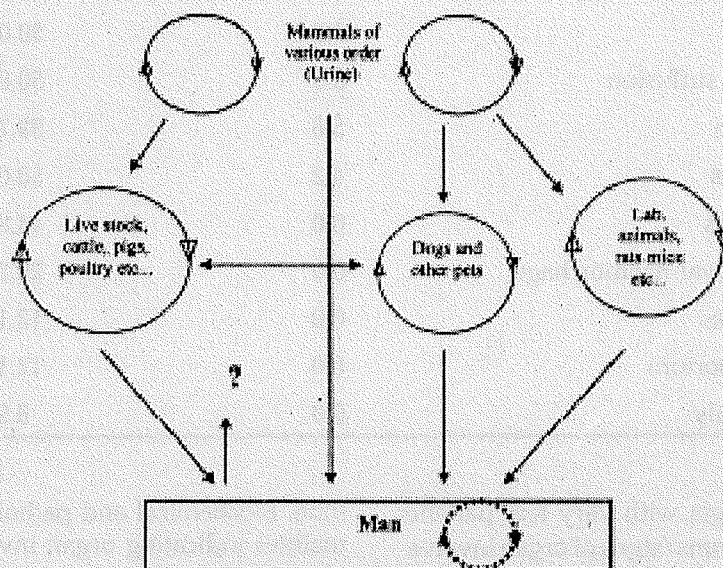 Mammals of
various order
(Urine)
Live stock,
cattle, pigs,
poultry etc...
Dogs and
other pets
Lab.
animals,
rats mice
etc...
?
Man